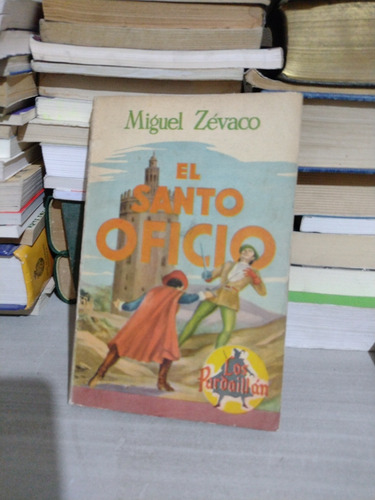 Miguel Zévaco
EL
SANTO
OFICIO
Los
Pardaillán